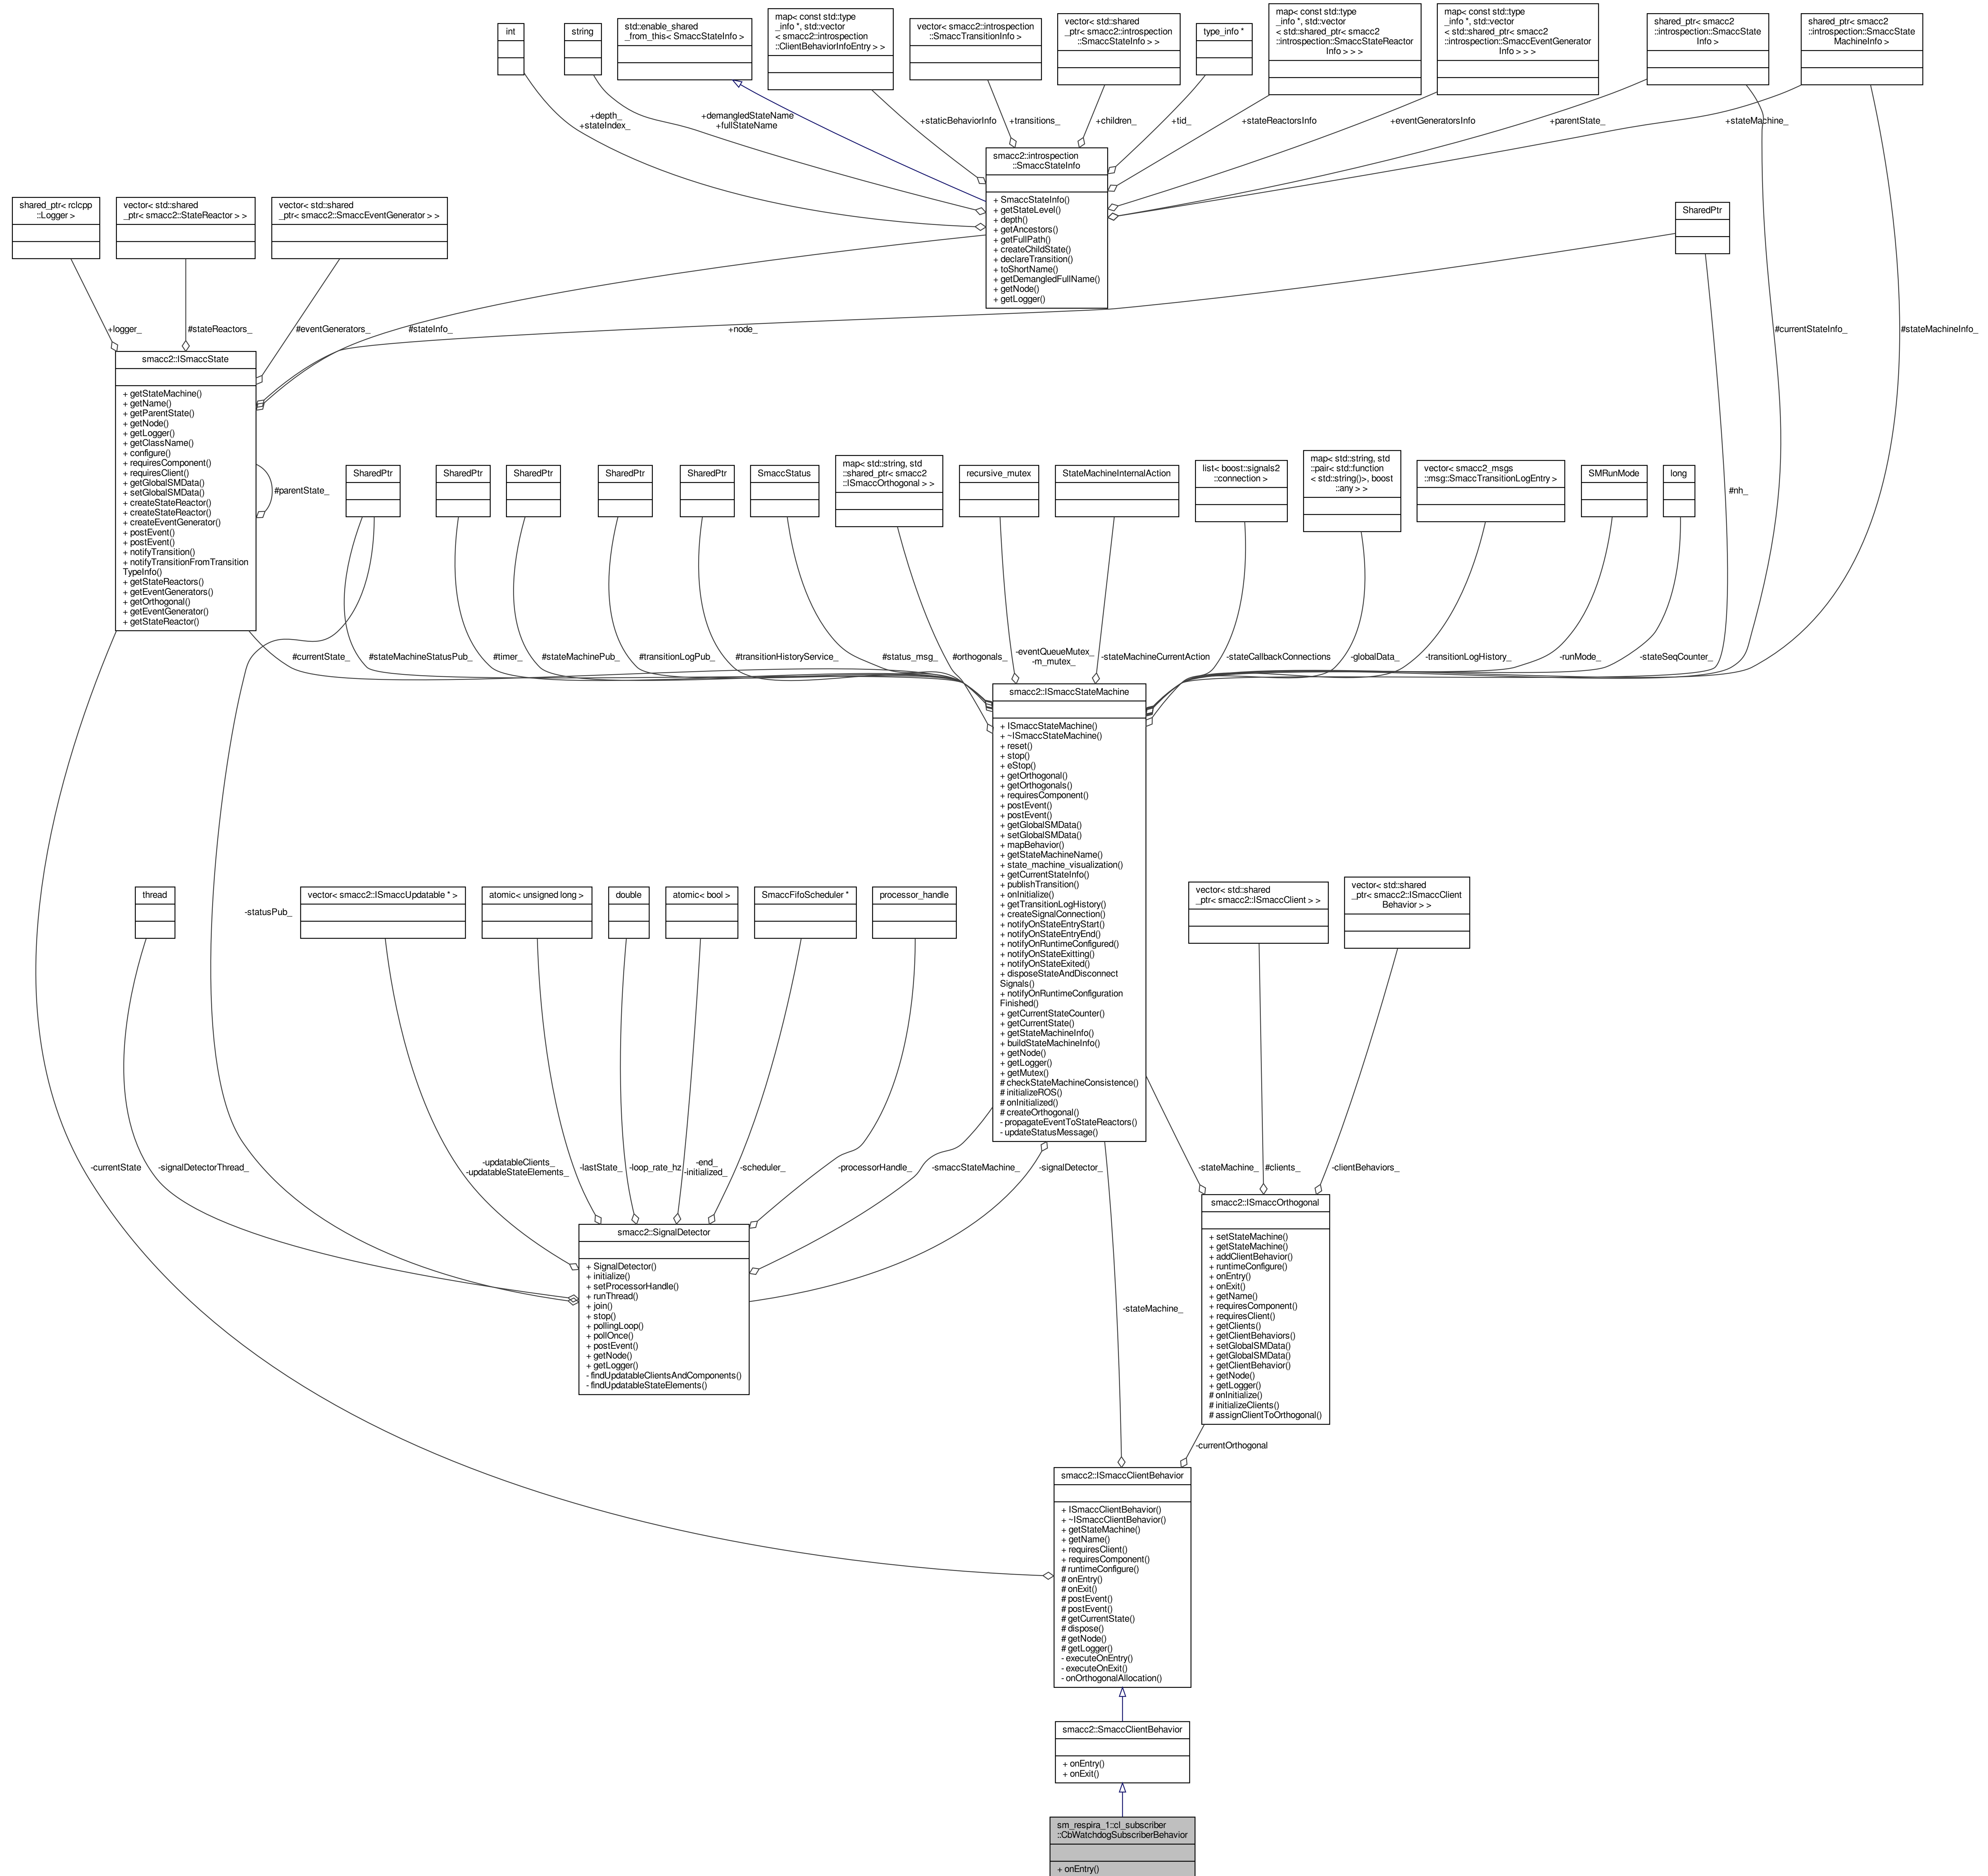 int
string
std::enable_shared
_from_this< SmaccStateInfo >
map< const std::type
_info *, std::vector
< smacc2::introspection
::ClientBehaviorInfoEntry > >
vector< smacc2::introspection
::SmaccTransitionInfo >
vector< std::shared
_ptr< smacc2::introspection
::SmaccStateInfo > >
type_info *
map< const std::type
_info *, std::vector
< std::shared_ptr< smacc2
::introspection::SmaccStateReactor
Info > > >
map< const std::type
_info *, std::vector
< std::shared_ptr< smacc2
::introspection::SmaccEventGenerator
Info > > >
shared_ptr< smacc2
::introspection::SmaccState
Info >
shared_ptr< smacc2
::introspection::SmaccState
MachineInfo >
+depth_
+stateIndex_
+demangledStateName
+fullStateName
+staticBehaviorInfo
+transitions_
+children_
+tid_
+stateReactorsInfo
+eventGeneratorsInfo
+parentState_
+stateMachine_
smacc2::introspection
::SmaccStateInfo
+ SmaccStateInfo()
+ getStateLevel()
+ depth()
+ getAncestors()
+ getFullPath()
+ createChildState()
+ declareTransition()
+ toShortName()
+ getDemangledFullName()
+ getNode()
+ getLogger()
shared_ptr< rclcpp
::Logger >
vector< std::shared
_ptr< smacc2::StateReactor > >
vector< std::shared
_ptr< smacc2::SmaccEventGenerator > >
SharedPtr
+logger_
#stateReactors_
#eventGenerators_
#stateInfo_
+node_
#currentStateInfo_
#stateMachineInfo_
smacc2::ISmaccState
+ getStateMachine()
+ getName()
+ getParentState()
+ getNode()
+ getLogger()
+ getClassName()
+ configure()
+ requiresComponent()
+ requiresClient()
+ getGlobalSMData()
+ setGlobalSMData()
+ createStateReactor()
+ createStateReactor()
+ createEventGenerator()
+ postEvent()
+ postEvent()
+ notifyTransition()
+ notifyTransitionFromTransition
TypeInfo()
+ getStateReactors()
+ getEventGenerators()
+ getOrthogonal()
+ getEventGenerator()
+ getStateReactor()
#parentState_
SharedPtr
SharedPtr
SharedPtr
SharedPtr
SharedPtr
SmaccStatus
map< std::string, std
::shared_ptr< smacc2
::ISmaccOrthogonal > >
recursive_mutex
StateMachineInternalAction
list< boost::signals2
::connection >
map< std::string, std
::pair< std::function
< std::string()>, boost
::any > >
vector< smacc2_msgs
::msg::SmaccTransitionLogEntry >
SMRunMode
long
#nh_
#currentState_
#stateMachineStatusPub_
#timer_
#stateMachinePub_
#transitionLogPub_
#transitionHistoryService_
#status_msg_
#orthogonals_
-eventQueueMutex_
-m_mutex_
-stateMachineCurrentAction
-stateCallbackConnections
-globalData_
-transitionLogHistory_
-runMode_
-stateSeqCounter_
smacc2::ISmaccStateMachine
+ ISmaccStateMachine()
+ ~ISmaccStateMachine()
+ reset()
+ stop()
+ eStop()
+ getOrthogonal()
+ getOrthogonals()
+ requiresComponent()
+ postEvent()
+ postEvent()
+ getGlobalSMData()
+ setGlobalSMData()
+ mapBehavior()
+ getStateMachineName()
+ state_machine_visualization()
+ getCurrentStateInfo()
+ publishTransition()
+ onInitialize()
+ getTransitionLogHistory()
+ createSignalConnection()
+ notifyOnStateEntryStart()
+ notifyOnStateEntryEnd()
+ notifyOnRuntimeConfigured()
+ notifyOnStateExitting()
+ notifyOnStateExited()
+ disposeStateAndDisconnect
Signals()
+ notifyOnRuntimeConfiguration
Finished()
+ getCurrentStateCounter()
+ getCurrentState()
+ getStateMachineInfo()
+ buildStateMachineInfo()
+ getNode()
+ getLogger()
+ getMutex()
# checkStateMachineConsistence()
# initializeROS()
# onInitialized()
# createOrthogonal()
- propagateEventToStateReactors()
- updateStatusMessage()
thread
-statusPub_
vector< smacc2::ISmaccUpdatable * >
atomic< unsigned long >
double
atomic< bool >
SmaccFifoScheduler *
processor_handle
vector< std::shared
_ptr< smacc2::ISmaccClient > >
vector< std::shared
_ptr< smacc2::ISmaccClient
Behavior > >
-currentState
-signalDetectorThread_
-updatableClients_
-updatableStateElements_
-lastState_
-loop_rate_hz
-end_
-initialized_
-scheduler_
-processorHandle_
-smaccStateMachine_
-signalDetector_
-stateMachine_
#clients_
-clientBehaviors_
smacc2::SignalDetector
+ SignalDetector()
+ initialize()
+ setProcessorHandle()
+ runThread()
+ join()
+ stop()
+ pollingLoop()
+ pollOnce()
+ postEvent()
+ getNode()
+ getLogger()
- findUpdatableClientsAndComponents()
- findUpdatableStateElements()
smacc2::ISmaccOrthogonal
+ setStateMachine()
+ getStateMachine()
+ addClientBehavior()
+ runtimeConfigure()
+ onEntry()
+ onExit()
+ getName()
+ requiresComponent()
+ requiresClient()
+ getClients()
+ getClientBehaviors()
+ setGlobalSMData()
+ getGlobalSMData()
+ getClientBehavior()
+ getNode()
+ getLogger()
# onInitialize()
# initializeClients()
# assignClientToOrthogonal()
-stateMachine_
-currentOrthogonal
smacc2::ISmaccClientBehavior
+ ISmaccClientBehavior()
+ ~ISmaccClientBehavior()
+ getStateMachine()
+ getName()
+ requiresClient()
+ requiresComponent()
# runtimeConfigure()
# onEntry()
# onExit()
# postEvent()
# postEvent()
# getCurrentState()
# dispose()
# getNode()
# getLogger()
- executeOnEntry()
- executeOnExit()
- onOrthogonalAllocation()
smacc2::SmaccClientBehavior
+ onEntry()
+ onExit()
sm_respira_1::cl_subscriber
::CbWatchdogSubscriberBehavior
+ onEntry()